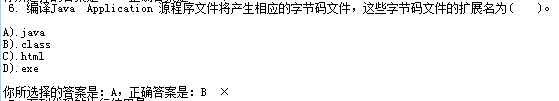 6. 编译Java  Application 源程序文件将产生相应的字节码文件，这些字节码文件的扩展名为(    )。
A).java
B).class
C).html
D).exe
你所选择的答案是: A，正确答案是: B  ×